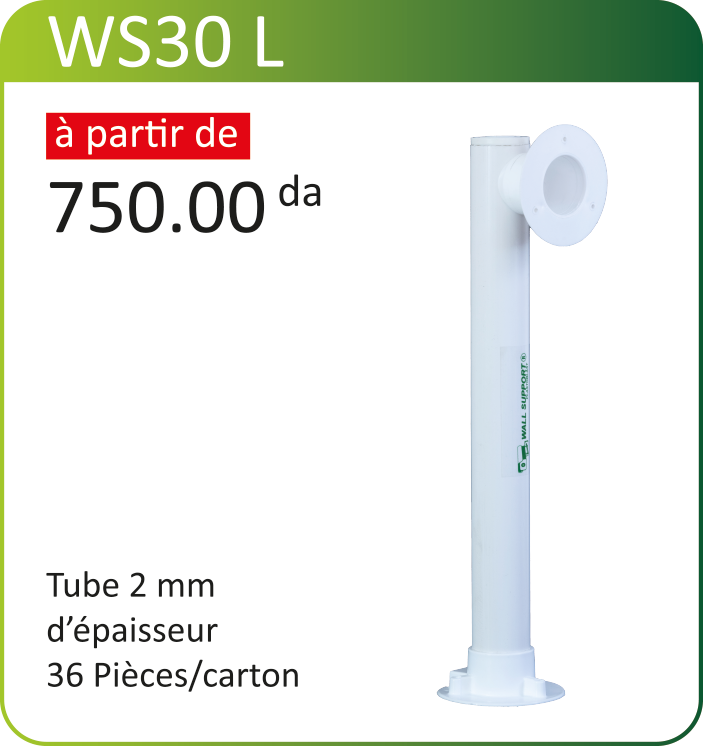 WS30 L
à partir de
750.00 da
WALL SUPPORT ®
Tube 2 mm
d’épaisseur
36 Pièces/carton